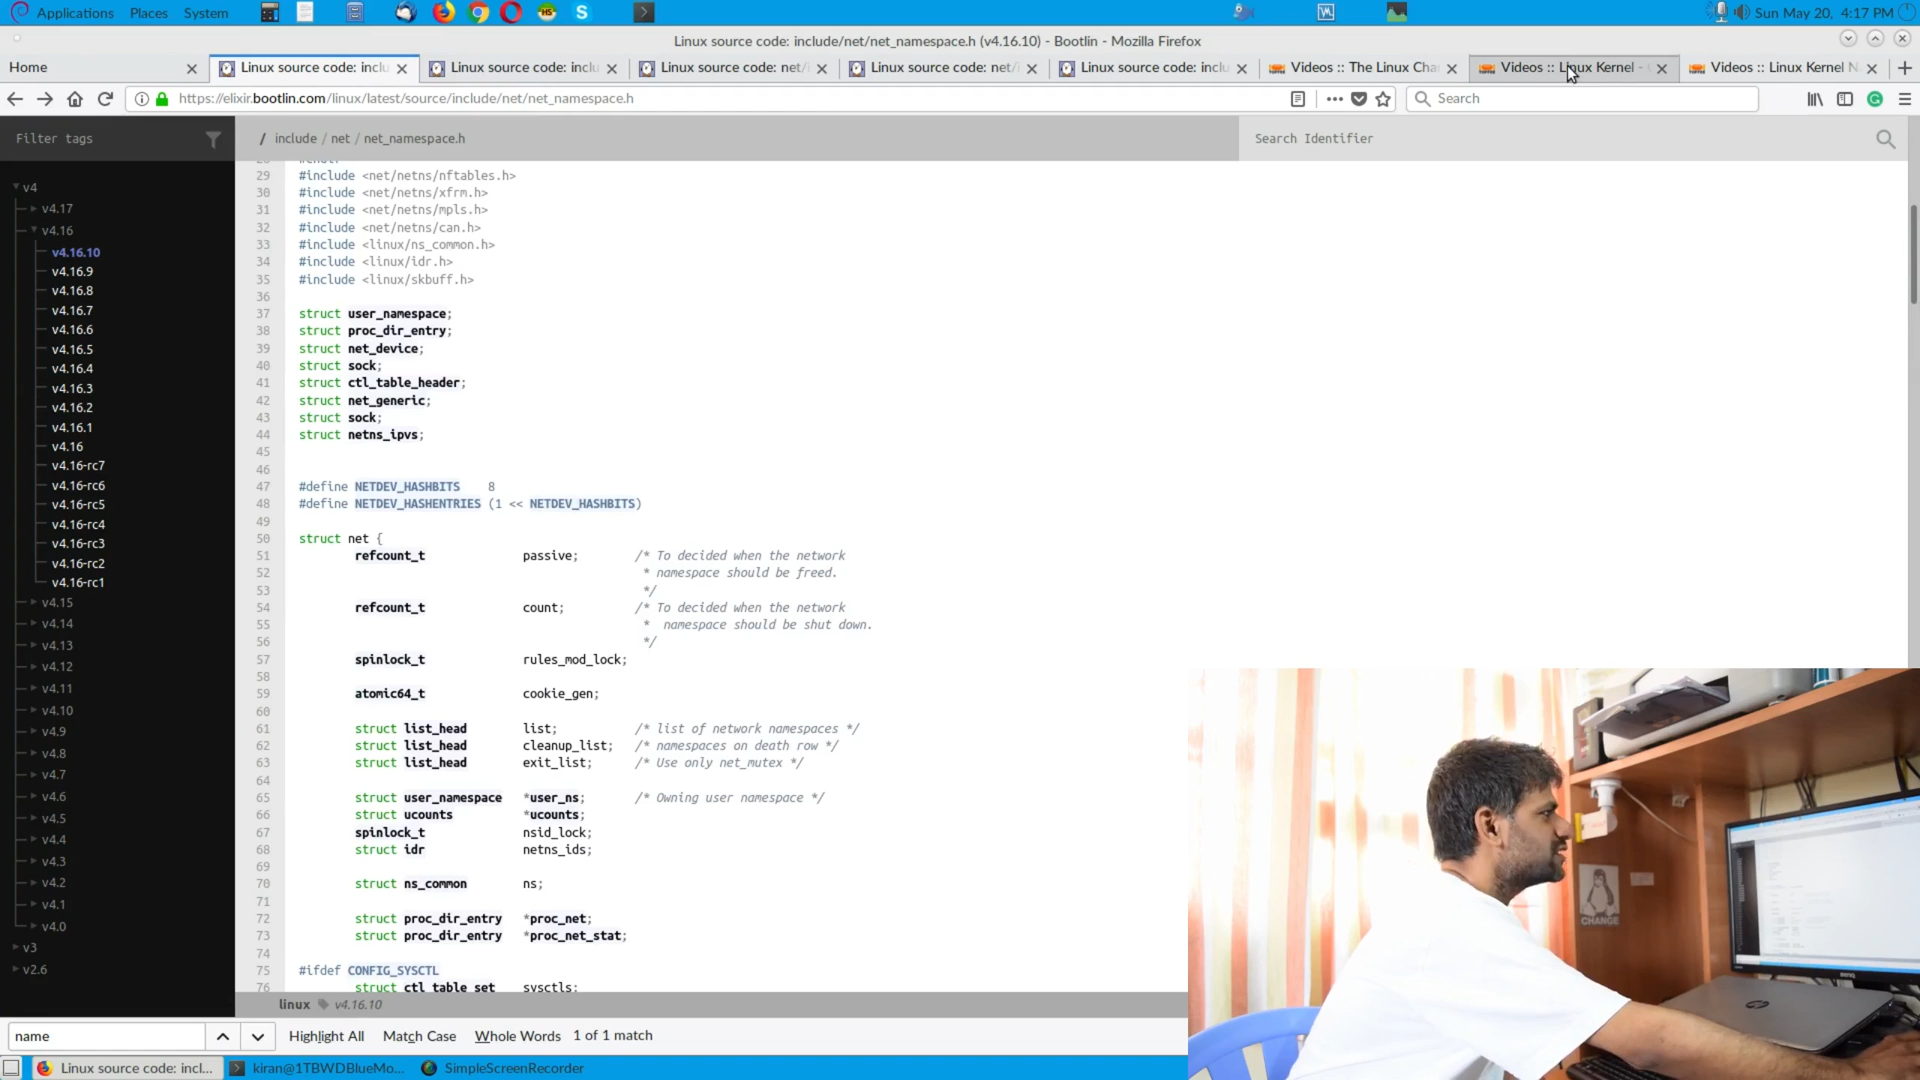 Applications Places System
Sun May 20, 4:17 PM
Linux source code: include/net/net_namespace.h (v4.16.10) - Bootlin - Mozilla Firefox
Home
Linux source code: inclu
Linux source code: inclu
Linux source code: net/i
Linux source code: net/i
Linux source code: inclu
Videos :: The Linux Cha
Videos :: Linux Kernel -
Videos :: Linux Kernel N
https://elixir.bootlin.com/linux/latest/source/include/net/net_namespace.h
Search
Filter tags
/ include / net / net_namespace.h
Search Identifier
v4
v4.17
v4.16
v4.16.10
v4.16.9
v4.16.8
v4.16.7
v4.16.6
v4.16.5
v4.16.4
v4.16.3
v4.16.2
v4.16.1
v4.16
v4.16-rc7
v4.16-rc6
v4.16-rc5
v4.16-rc4
v4.16-rc3
v4.16-rc2
v4.16-rc1
v4.15
v4.14
v4.13
v4.12
v4.11
v4.10
v4.9
v4.8
v4.7
v4.6
v4.5
v4.4
v4.3
v4.2
v4.1
v4.0
v3
v2.6
29 #include <net/netns/nftables.h>
30 #include <net/netns/xfrm.h>
31 #include <net/netns/mpls.h>
32 #include <net/netns/can.h>
33 #include <linux/ns_common.h>
34 #include <linux/idr.h>
35 #include <linux/skbuff.h>
36
37 struct user_namespace;
38 struct proc_dir_entry;
39 struct net_device;
40 struct sock;
41 struct ctl_table_header;
42 struct net_generic;
43 struct sock;
44 struct netns_ipvs;
45
46
47 #define NETDEV_HASHBITS 8
48 #define NETDEV_HASHENTRIES (1 << NETDEV_HASHBITS)
49
50 struct net {
51 refcount_t passive; /* To decided when the network
52 * namespace should be freed.
53 */
54 refcount_t count; /* To decided when the network
55 * namespace should be shut down.
56 */
57 spinlock_t rules_mod_lock;
58
59 atomic64_t cookie_gen;
60
61 struct list_head list; /* list of network namespaces */
62 struct list_head cleanup_list; /* namespaces on death row */
63 struct list_head exit_list; /* Use only net_mutex */
64
65 struct user_namespace *user_ns; /* Owning user namespace */
66 struct ucounts *ucounts;
67 spinlock_t nsid_lock;
68 struct idr netns_ids;
69
70 struct ns_common ns;
71
72 struct proc_dir_entry *proc_net;
73 struct proc_dir_entry *proc_net_stat;
74
75 #ifdef CONFIG_SYSCTL
76 struct ctl_table_set sysctls;
linux v4.16.10
name
Highlight All Match Case Whole Words 1 of 1 match
Linux source code: incl...
kiran@1TBWDBlueMo...
SimpleScreenRecorder
CHANGE
BenQ
hp